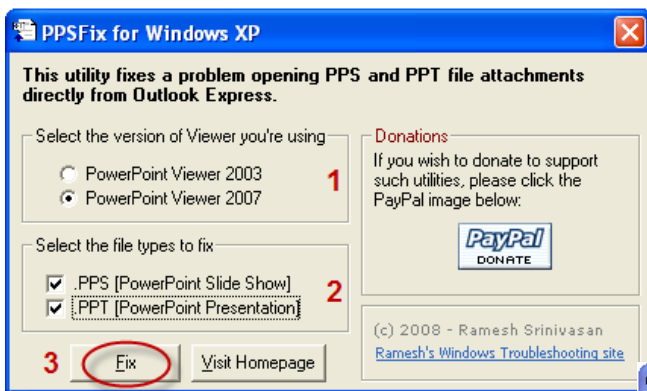 PPSFix for Windows XP
This utility fixes a problem opening PPS and PPT file attachments
directly from Outlook Express.
Select the version of Viewer you're using
PowerPoint Viewer 2003
PowerPoint Viewer 2007
1
Select the file types to fix
.PPS [PowerPoint Slide Show]
.PPT [PowerPoint Presentation]
2
3
Fix
Visit Homepage
Donations
If you wish to donate to support
such utilities, please click the
PayPal image below:
PayPal
DONATE
(c) 2008 - Ramesh Srinivasan
Ramesh's Windows Troubleshooting site